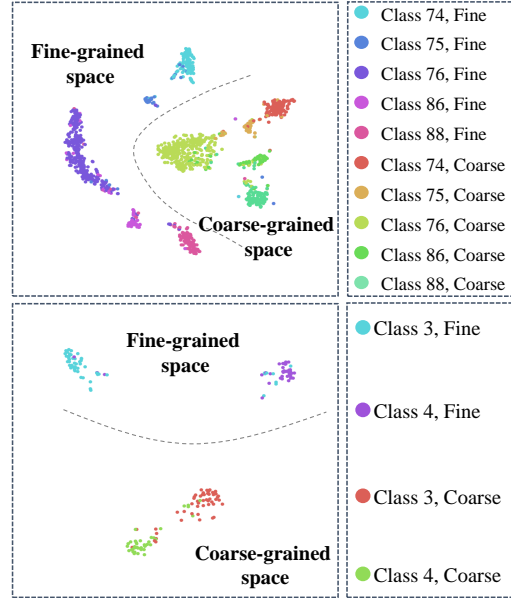 Fine-grained
space
Coarse-grained
space
Class 74, Fine
Class 75, Fine
Class 76, Fine
Class 86, Fine
Class 88, Fine
Class 74, Coarse
Class 75, Coarse
Class 76, Coarse
Class 86, Coarse
Class 88, Coarse
Fine-grained
space
Coarse-grained
space
Class 3, Fine
Class 4, Fine
Class 3, Coarse
Class 4, Coarse